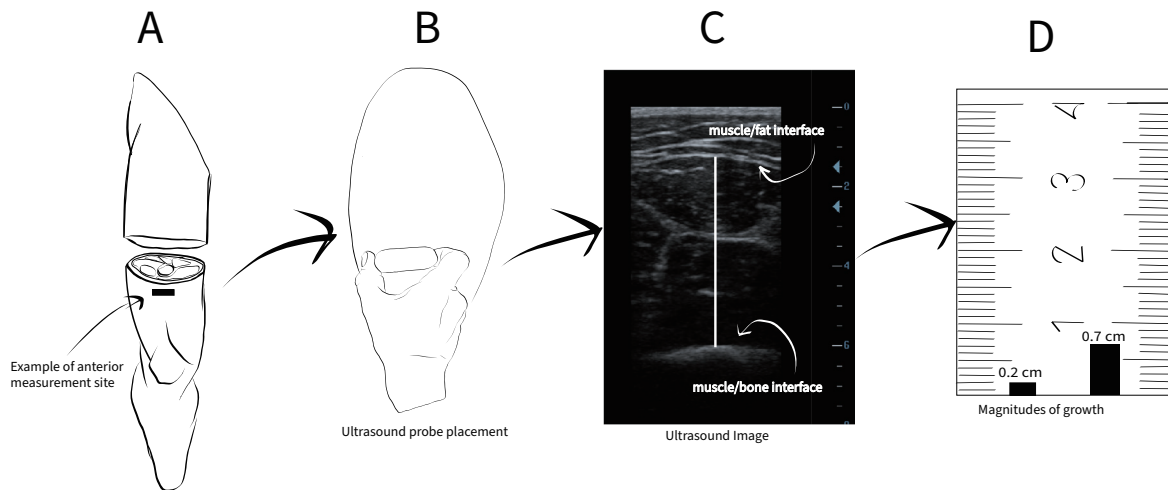 A
B
C
D
Example of anterior
measurement site
Ultrasound probe placement
muscle/fat interface
muscle/bone interface
0
2
4
6
8
Ultrasound Image
4
3
2
1
0.7 cm
0.2 cm
Magnitudes of growth